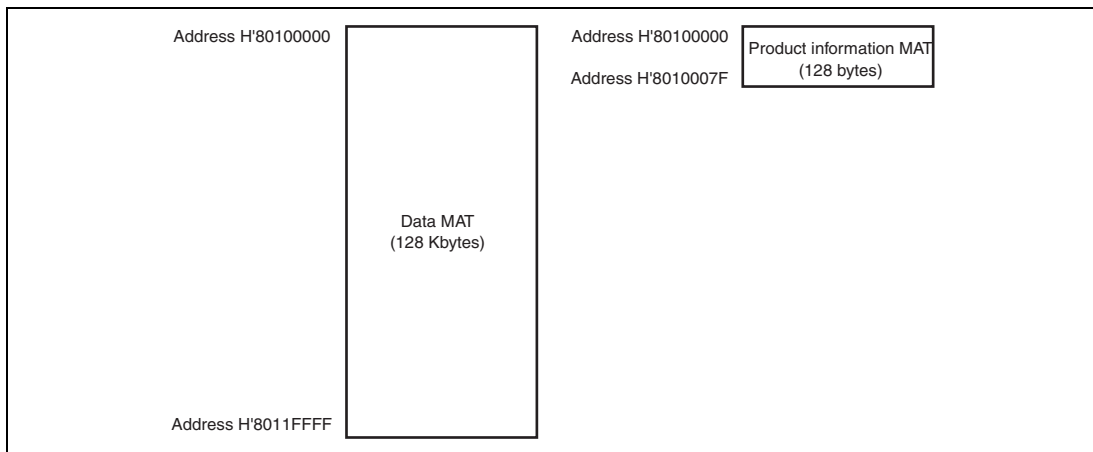 Address H'80100000
Data MAT
(128 Kbytes)
Address H'8011FFFF
Address H'80100000
Product information MAT
(128 bytes)
Address H'8010007F